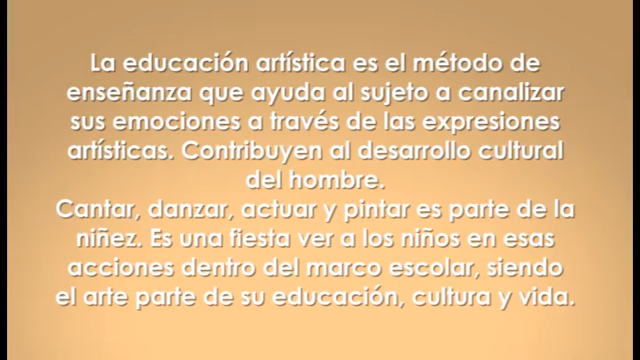 La educación artística es el método de
enseñanza que ayuda al sujeto a canalizar
sus emociones a través de las expresiones
artísticas. Contribuyen al desarrollo cultural
del hombre.
Cantar, danzar, actuar y pintar es parte de la
niñez. Es una fiesta ver a los niños en esas
acciones dentro del marco escolar, siendo
el arte parte de su educación, cultura y vida.